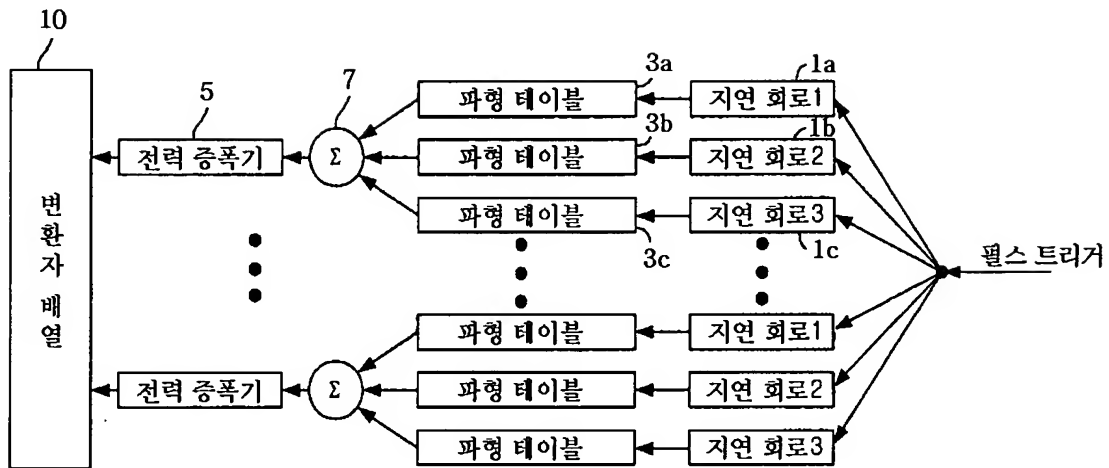 10
변환자 배열
5
전력 증폭기
7
Σ
3a
파형 테이블
1a
지연 회로1
3b
파형 테이블
1b
지연 회로2
파형 테이블
3c
지연 회로3
1c
펄스 트리거
전력 증폭기
Σ
파형 테이블
지연 회로1
파형 테이블
지연 회로2
파형 테이블
지연 회로3